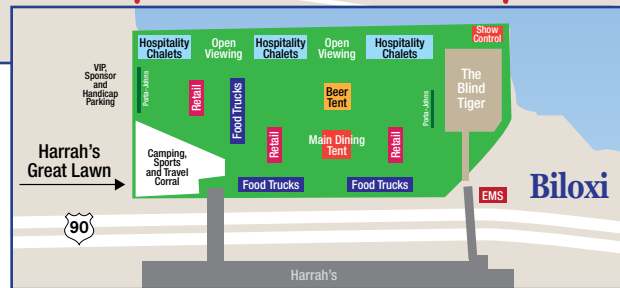 Show
Control
Hospitality
Chalets
Open
Viewing
Hospitality
Chalets
Open
Viewing
Hospitality
Chalets
VIP,
Sponsor
and
Handicap
Parking
Porta-Johns
Retail
Food Trucks
Beer
Tent
Porta-Johns
The
Blind
Tiger
Harrah's
Great Lawn
Camping,
Sports
and Travel
Corral
Retail
Main Dining
Tent
Retail
Food Trucks
Food Trucks
EMS
Biloxi
90
Harrah's